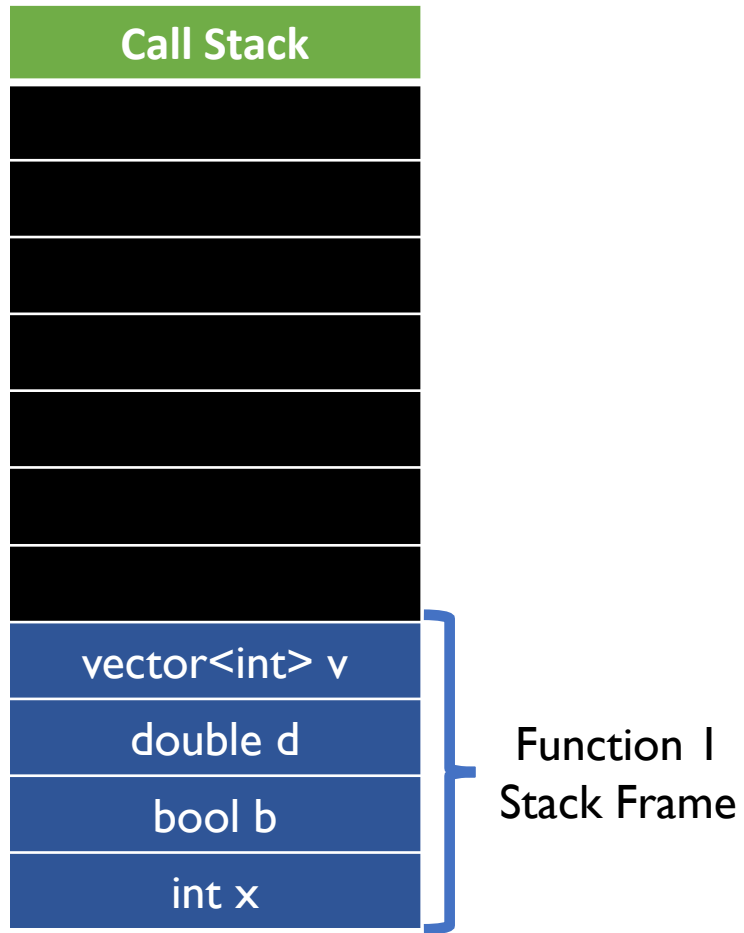 Call Stack
vector<int> v
double d
bool b
int x
Function 1
Stack Frame